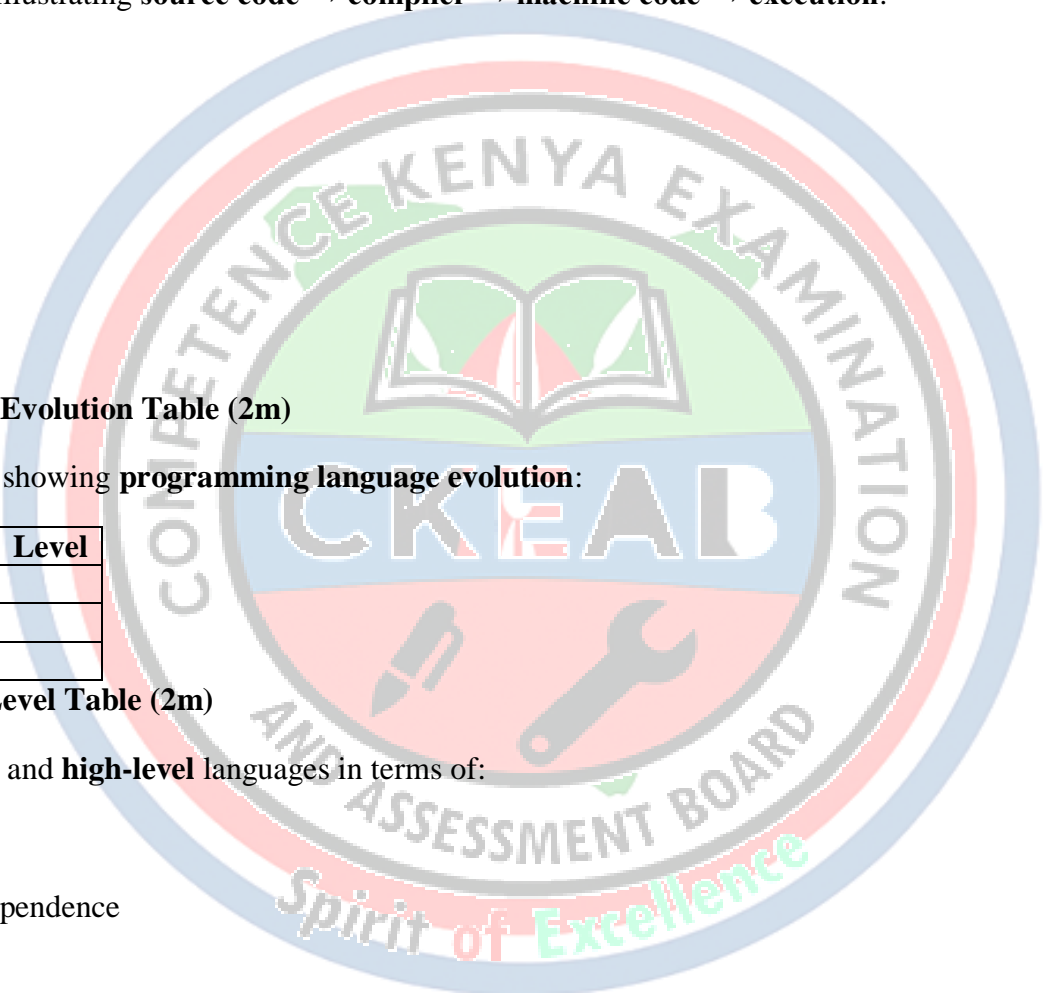 illustrating source code → compiler → machine code → execution.
COMPETENCE KENYA EXAMINATION
Evolution Table (2m)
showing programming language evolution:
CKEAB
Level
Level Table (2m)
and high-level languages in terms of:
AND ASSESSMENT BOARD
pendence
Spirit of Excellence